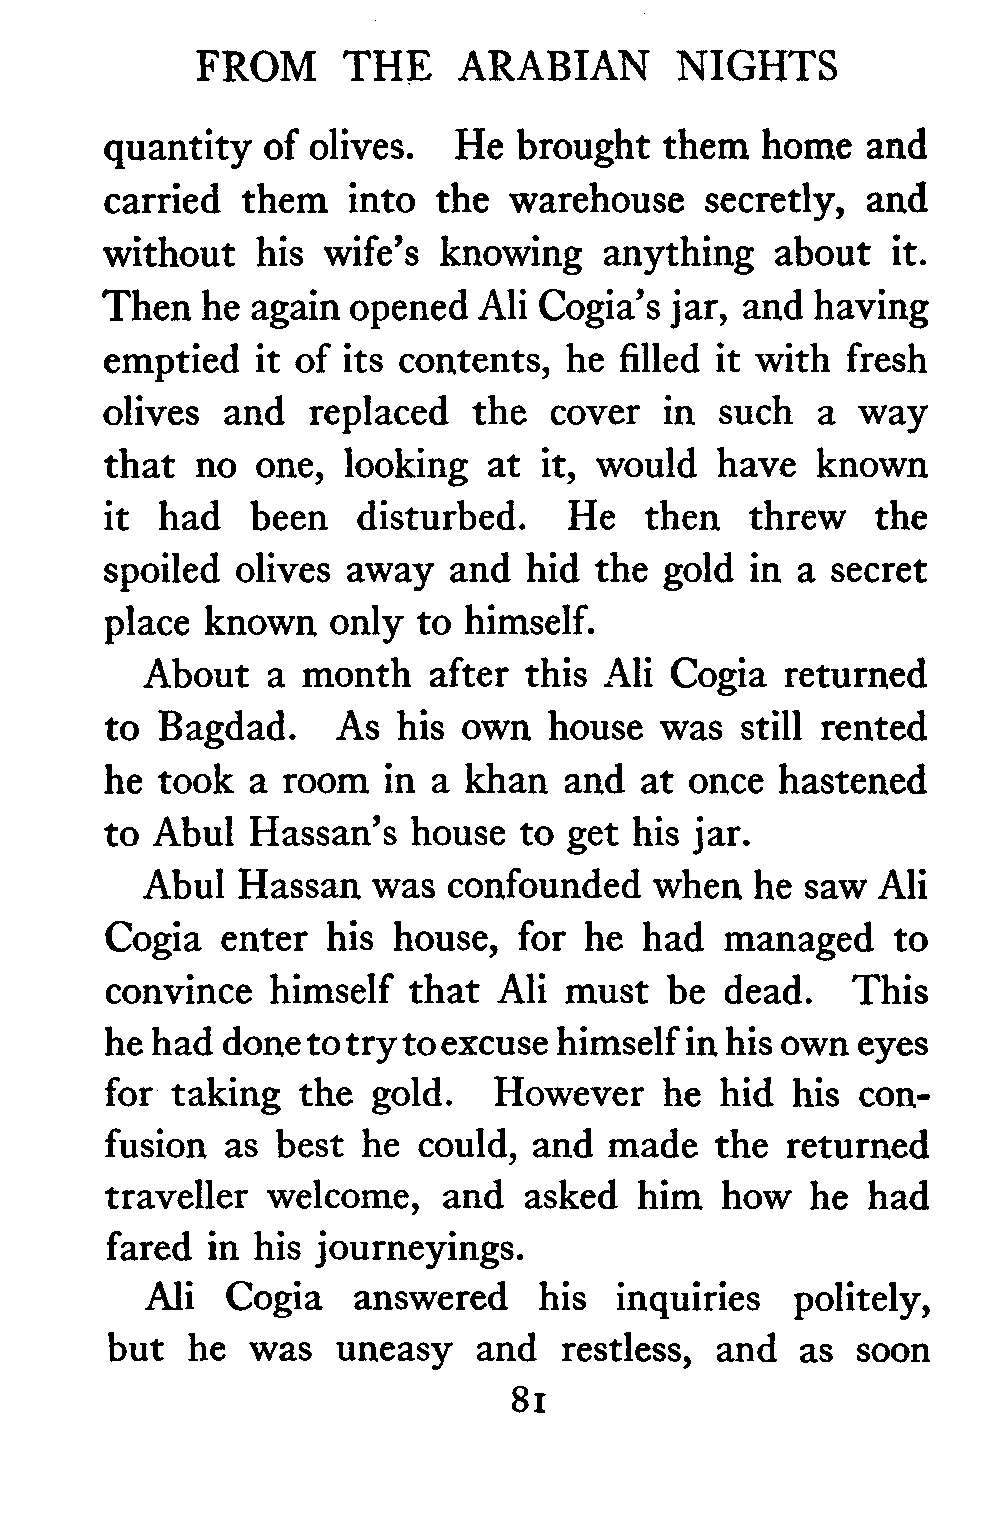 FROM THE ARABIAN NIGHTS
quantity of olives. He brought them home and
carried them into the warehouse secretly, and
without his wife's knowing anything about it.
Then he again opened Ali Cogia's jar, and having
emptied it of its contents, he filled it with fresh
olives and replaced the cover in such a way
that no one, looking at it, would have known
it had been disturbed. He then threw the
spoiled olives away and hid the gold in a secret
place known only to himself.
About a month after this Ali Cogia returned
to Bagdad. As his own house was still rented
he took a room in a khan and at once hastened
to Abul Hassan's house to get his jar.
Abul Hassan was confounded when he saw Ali
Cogia enter his house, for he had managed to
convince himself that Ali must be dead. This
he had done to try to excuse himself in his own eyes
for taking the gold. However he hid his con-
fusion as best he could, and made the returned
traveller welcome, and asked him how he had
fared in his journeyings.
Ali Cogia answered his inquiries politely,
but he was uneasy and restless, and as soon
81